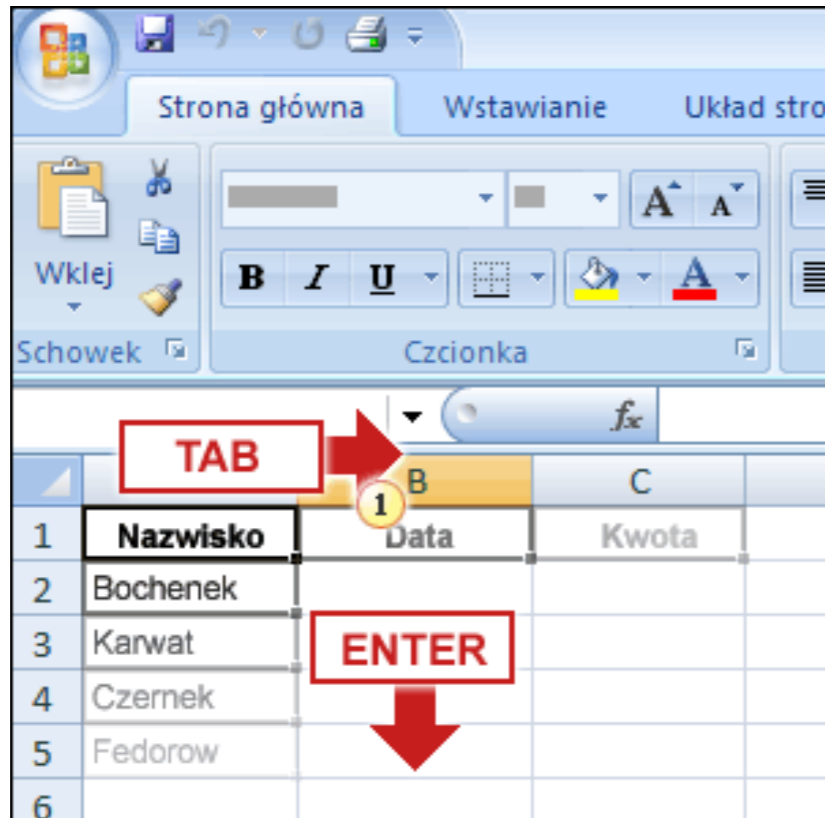 Strona główna Wstawianie Układ stro
A A
Wklej
B I U A
Schowek Czcionka
fx
TAB
B C
1
1 Nazwisko Data Kwota
2 Bochenek
3 Karwat
ENTER
4 Czernek
5 Fedorow
6